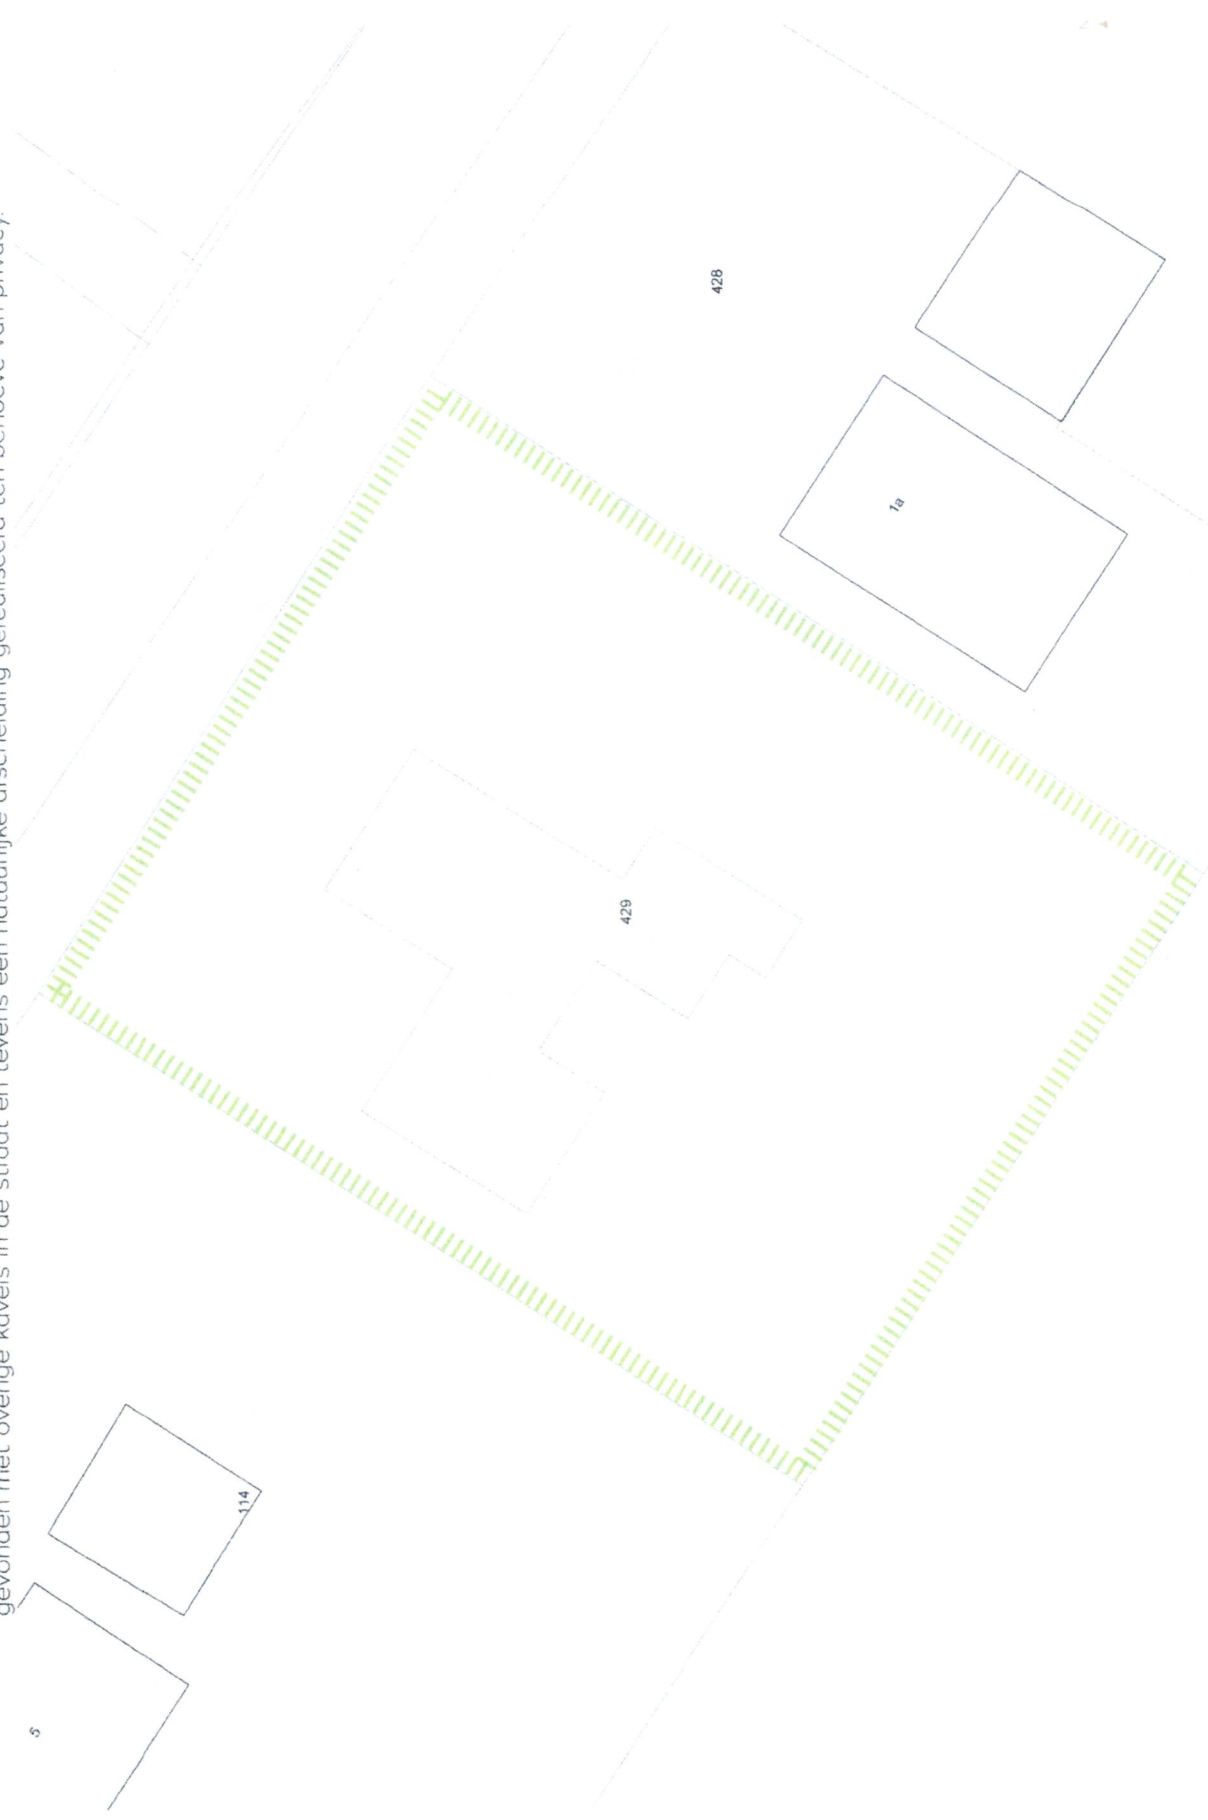 gevonden met overige kavels in de straat en tevens een natuurlijke afscheiding gerealiseerd ten behoeve van privacy.
428
1a
429
114
5